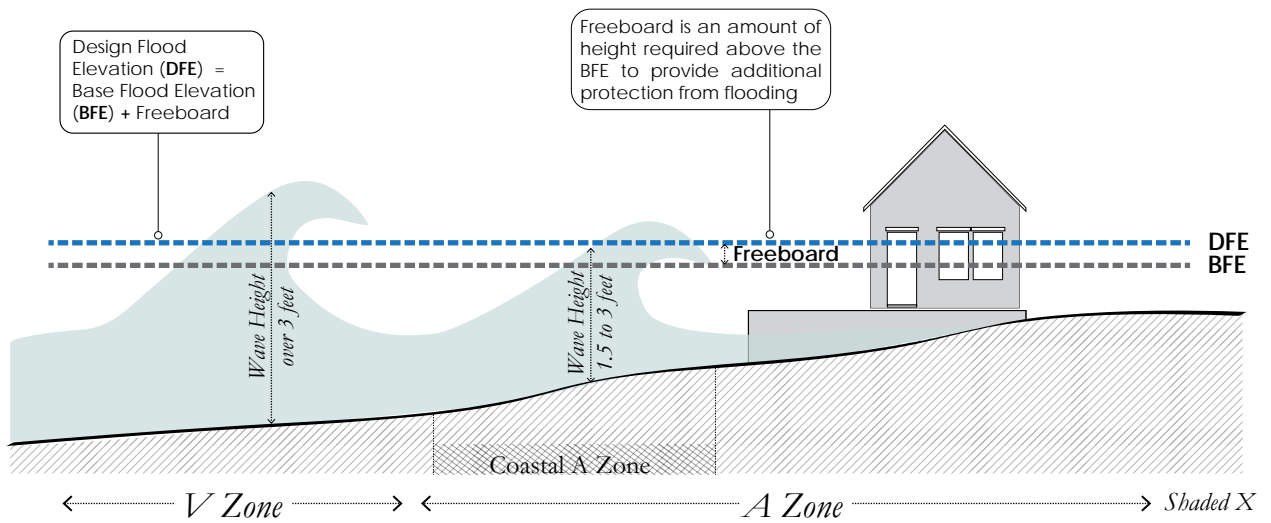 Design Flood
Elevation (DFE) =
Base Flood Elevation
(BFE) + Freeboard
Freeboard is an amount of
height required above the
BFE to provide additional
protection from flooding
DFE
BFE
Freeboard
Wave Height
over 3 feet
Wave Height
1.5 to 3 feet
Coastal A Zone
V Zone
A Zone
Shaded X